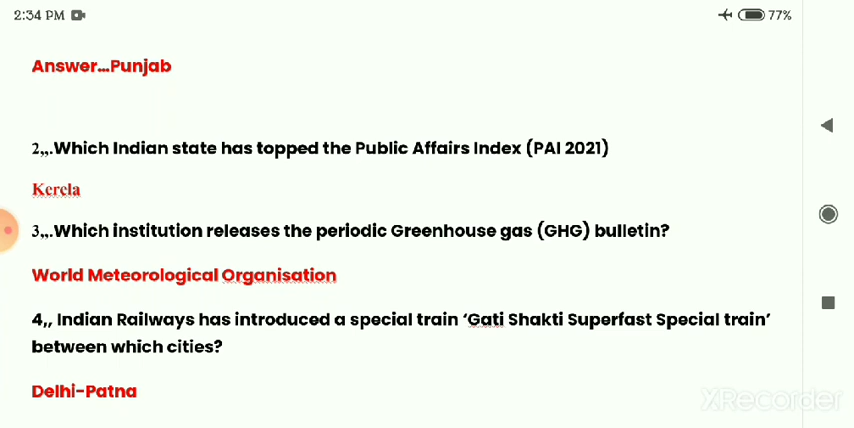 2:34 PM
77%
Answer...Punjab
2,,.Which Indian state has topped the Public Affairs Index (PAI 2021)
Kerela
3,,.Which institution releases the periodic Greenhouse gas (GHG) bulletin?
World Meteorological Organisation
4,, Indian Railways has introduced a special train ‘Gati Shakti Superfast Special train’
between which cities?
Delhi-Patna
XRecorder